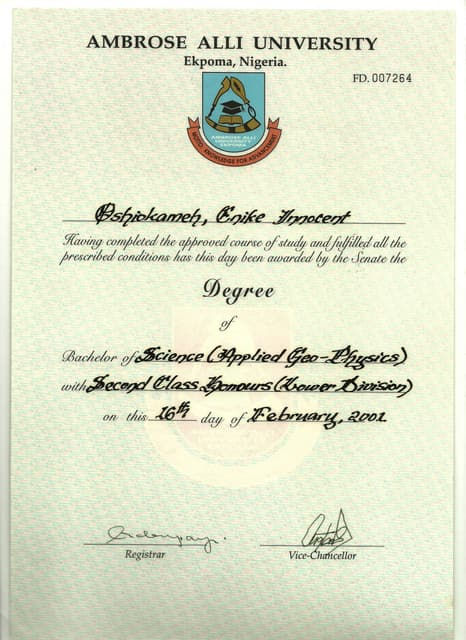 AMBROSE ALLI UNIVERSITY
Ekpoma, Nigeria.
FD. 007264
AMBROSE ALLI
UNIVERSITY
EKPOMA
MOTO: KNOWLEDGE FOR ADVANCEMENT
Oshiokameh, Enike Innocent
Having completed the approved course of study and fulfilled all the
prescribed conditions has this day been awarded by the Senate the
Degree
of
Bachelor of Science (Applied Geo-Physics)
with Second Class Honours (Lower Division)
on this 16th day of February, 2001
Registrar
Vice-Chancellor